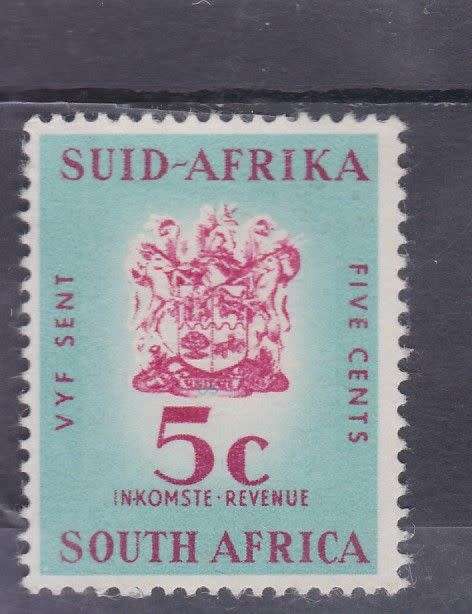 SUID-AFRIKA
VYF SENT
FIVE CENTS
5c
INKOMSTE·REVENUE
SOUTH AFRICA